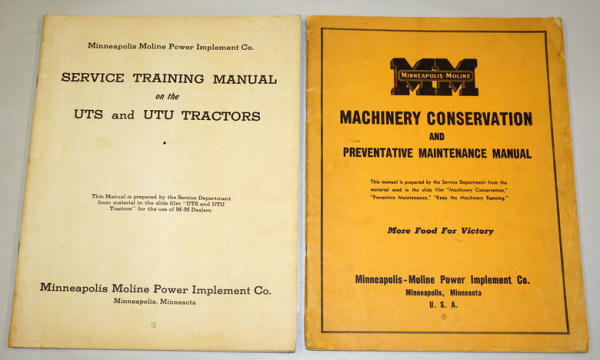 Minneapolis Moline Power Implement Co.
SERVICE TRAINING MANUAL
on the
UTS and UTU TRACTORS
This Manual is prepared by the Service Department
from material in the slide film "UTS and UTU
Tractors" for the use of M-M Dealers.
Minneapolis Moline Power Implement Co.
Minneapolis, Minnesota
MM
MINNEAPOLIS-MOLINE
MACHINERY CONSERVATION
AND
PREVENTATIVE MAINTENANCE MANUAL
This manual is prepared by the Service Department from the
material used in the slide film "Machinery Conservation,"
"Preventive Maintenance," "Keep the Machinery Running."
More Food For Victory
Minneapolis-Moline Power Implement Co.
Minneapolis, Minnesota
U. S. A.